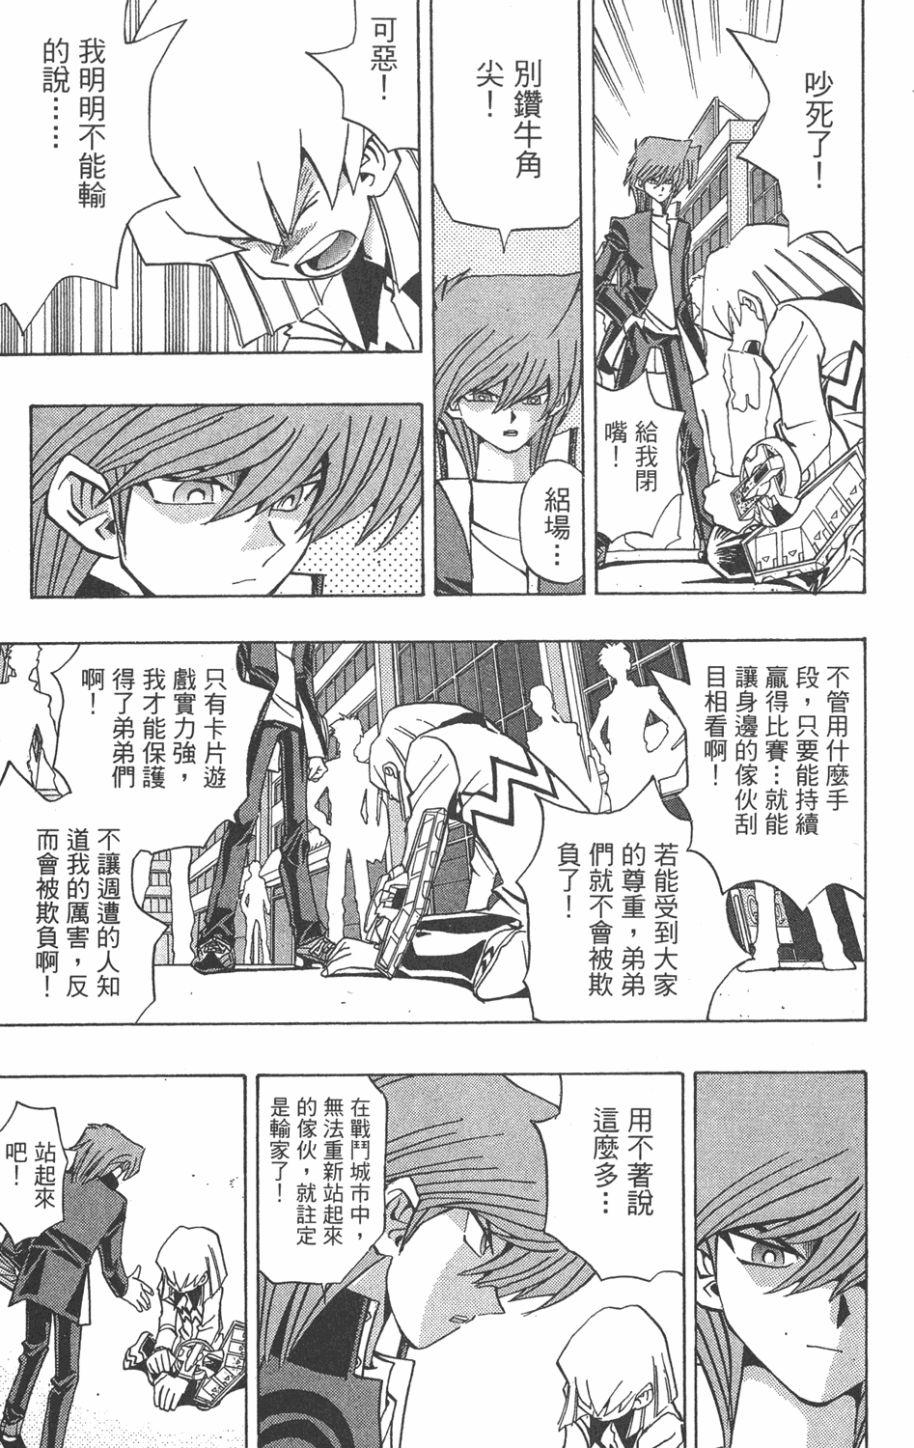 吵死了！
給我閉
嘴！
別鑽牛角
尖！
絽場…
可惡！
我明明不能輸
的說……
不管用什麼手
段，只要能持續
贏得比賽…就能
讓身邊的傢伙刮
目相看啊！
若能受到大家
的尊重，弟弟
們就不會被欺
負了！
只有卡片遊
戲實力強，
我才能保護
得了弟弟們
啊！
不讓週遭的人知
道我的厲害，反
而會被欺負啊！
用不著說
這麼多…
在戰鬥城市中，
無法重新站起來
的傢伙，就註定
是輸家了！
站起來
吧！